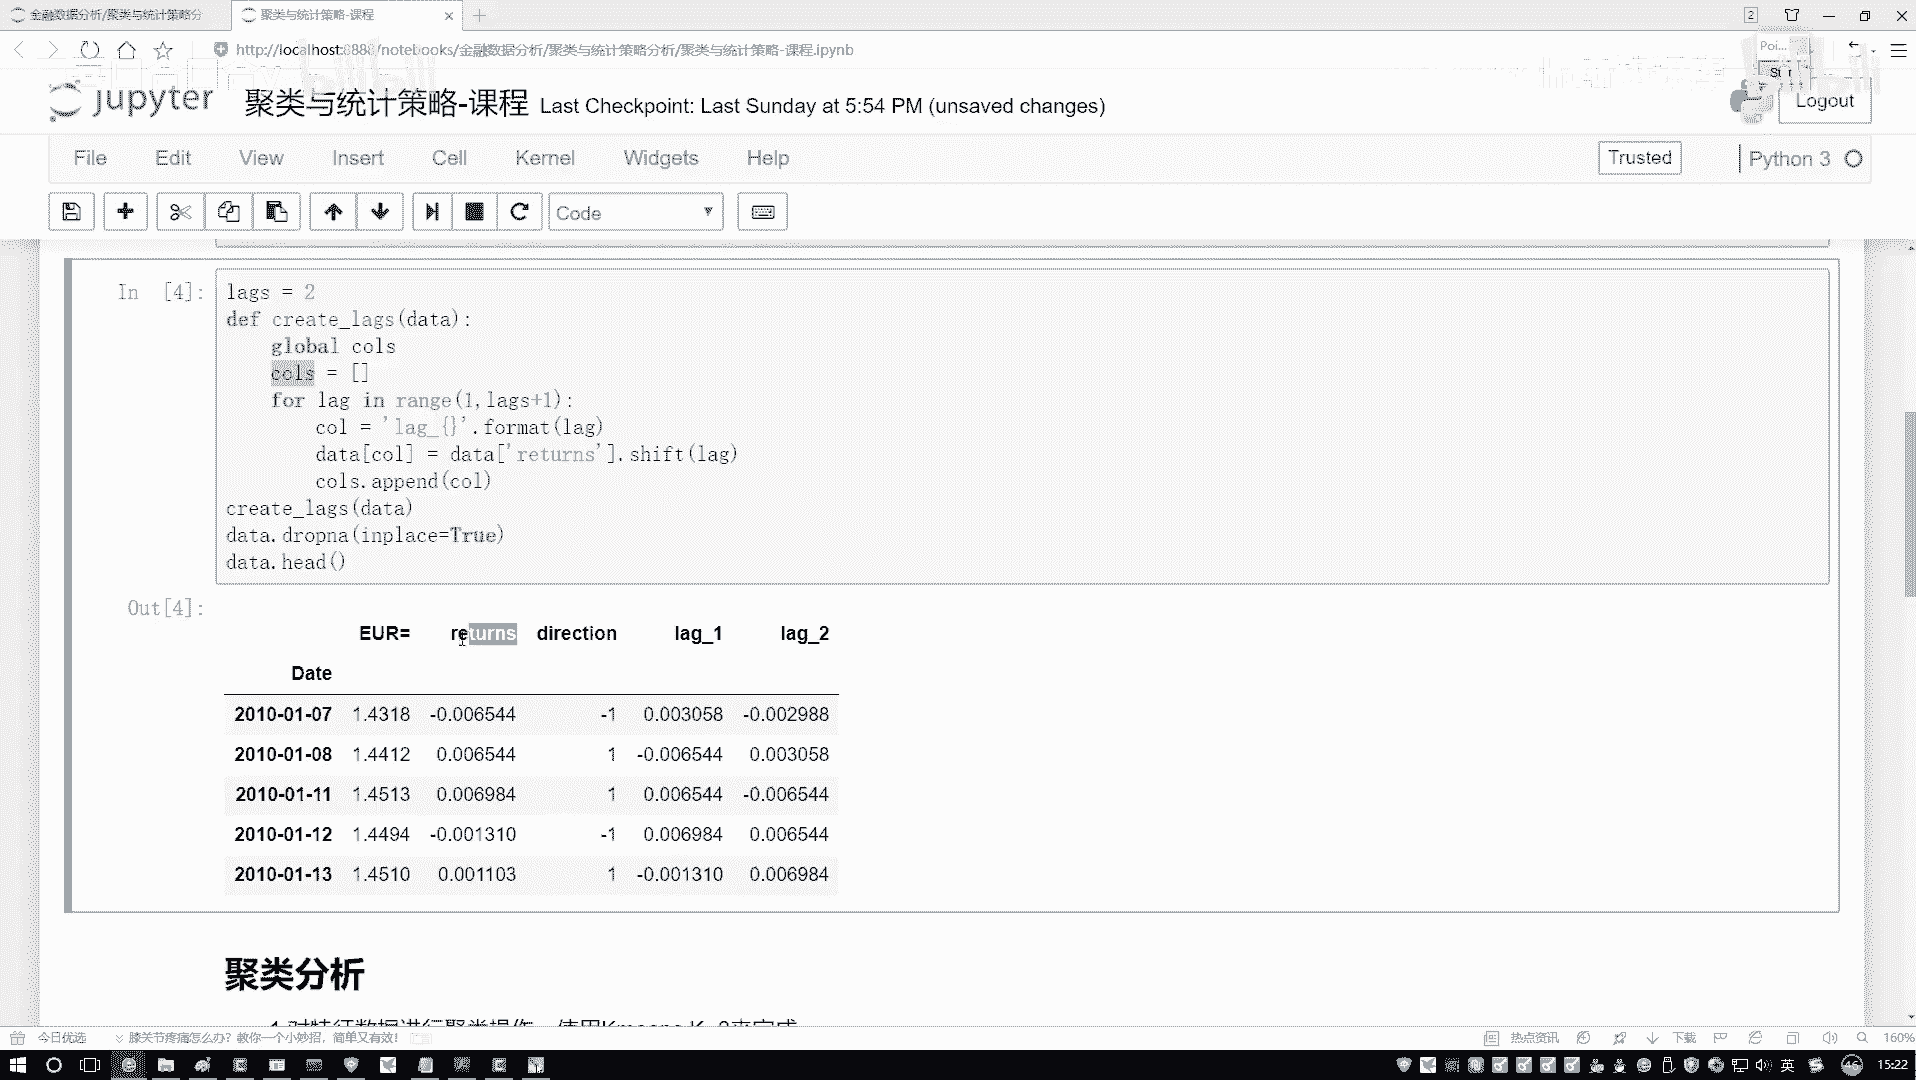 金融数据分析/聚类与统计策略分
聚类与统计策略-课程
2
http://localhost:8888/notebooks/金融数据分析/聚类与统计策略分析/聚类与统计策略-课程.ipynb
Poi...
jupyter 聚类与统计策略-课程 Last Checkpoint: Last Sunday at 5:54 PM (unsaved changes)
Logout
File Edit View Insert Cell Kernel Widgets Help
Trusted
Python 3
Code
In [4]:
lags = 2
def create_lags(data):
    global cols
    cols = []
    for lag in range(1,lags+1):
        col = 'lag_{}'.format(lag)
        data[col] = data['returns'].shift(lag)
        cols.append(col)
create_lags(data)
data.dropna(inplace=True)
data.head()
Out[4]:
EUR= returns direction lag_1 lag_2
Date
2010-01-07 1.4318 -0.006544 -1 0.003058 -0.002988
2010-01-08 1.4412 0.006544 1 -0.006544 0.003058
2010-01-11 1.4513 0.006984 1 0.006544 -0.006544
2010-01-12 1.4494 -0.001310 -1 0.006984 0.006544
2010-01-13 1.4510 0.001103 1 -0.001310 0.006984
聚类分析
今日优选
膝关节疼痛怎么办？教你一个小妙招，简单又有效！
热点资讯
下载
160%
英
46
15:22